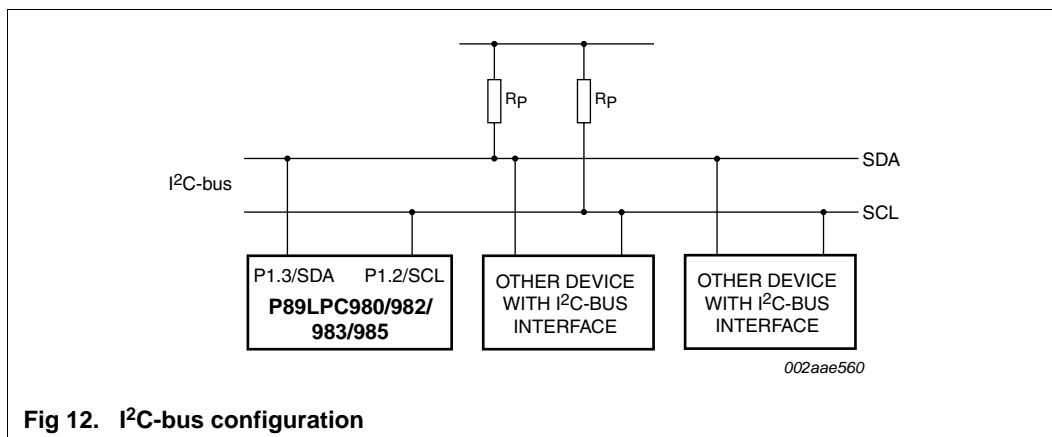 RP RP
SDA
I2C-bus
SCL
P1.3/SDA P1.2/SCL
P89LPC980/982/
983/985
OTHER DEVICE
WITH I2C-BUS
INTERFACE
OTHER DEVICE
WITH I2C-BUS
INTERFACE
002aae560
Fig 12. I2C-bus configuration